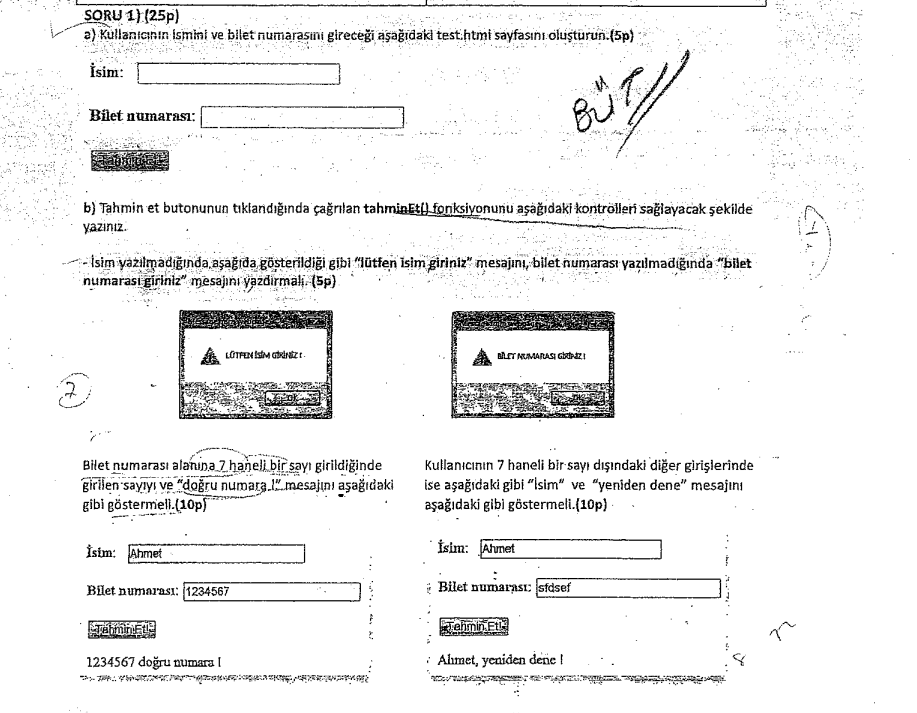 SORU 1) (25p)
a) Kullanıcının ismini ve bilet numarasını gireceği aşağıdaki test.html sayfasını oluşturun.(5p)
İsim:
BÜT
Bilet numarası:
b) Tahmin et butonunun tıklandığında çağrılan tahminEt() fonksiyonunu aşağıdaki kontrolleri sağlayacak şekilde
yazınız.
- İsim yazılmadığında aşağıda gösterildiği gibi “lütfen isim giriniz” mesajını, bilet numarası yazılmadığında “bilet
numarası giriniz” mesajını yazdırmalı. (5p)
LÜTFEN İSİM GİRİNİZ !
BİLET NUMARASI GİRİNİZ !
OK
OK
7
Bilet numarası alanına 7 haneli bir sayı girildiğinde
girilen sayıyı ve “doğru numara !” mesajını aşağıdaki
gibi göstermeli.(10p)
Kullanıcının 7 haneli bir sayı dışındaki diğer girişlerinde
ise aşağıdaki gibi “İsim” ve “yeniden dene” mesajını
aşağıdaki gibi göstermeli.(10p)
İsim: Ahmet
Bilet numarası: 1234567
Tahmin Et!
1234567 doğru numara !
İsim: Ahmet
Bilet numarası: sfdsef
Tahmin Et!
Ahmet, yeniden dene !